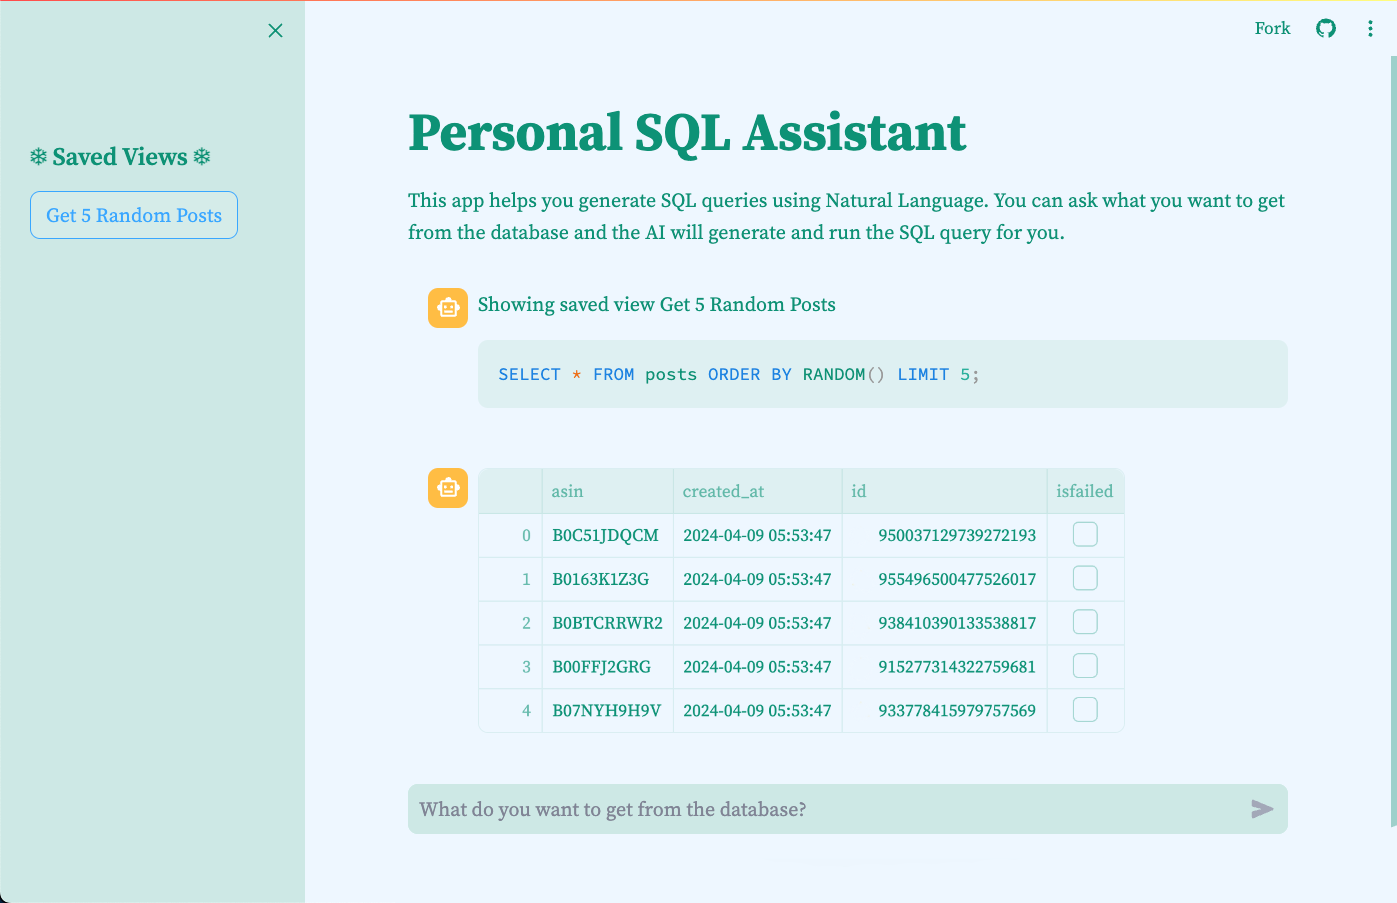 Fork
❄ Saved Views ❄
Get 5 Random Posts
Personal SQL Assistant
This app helps you generate SQL queries using Natural Language. You can ask what you want to get
from the database and the AI will generate and run the SQL query for you.
Showing saved view Get 5 Random Posts
SELECT * FROM posts ORDER BY RANDOM() LIMIT 5;
asin created_at id isfailed
0 B0C51JDQCM 2024-04-09 05:53:47 950037129739272193
1 B0163K1Z3G 2024-04-09 05:53:47 955496500477526017
2 B0BTCRRWR2 2024-04-09 05:53:47 938410390133538817
3 B00FFJ2GRG 2024-04-09 05:53:47 915277314322759681
4 B07NYH9H9V 2024-04-09 05:53:47 933778415979757569
What do you want to get from the database?